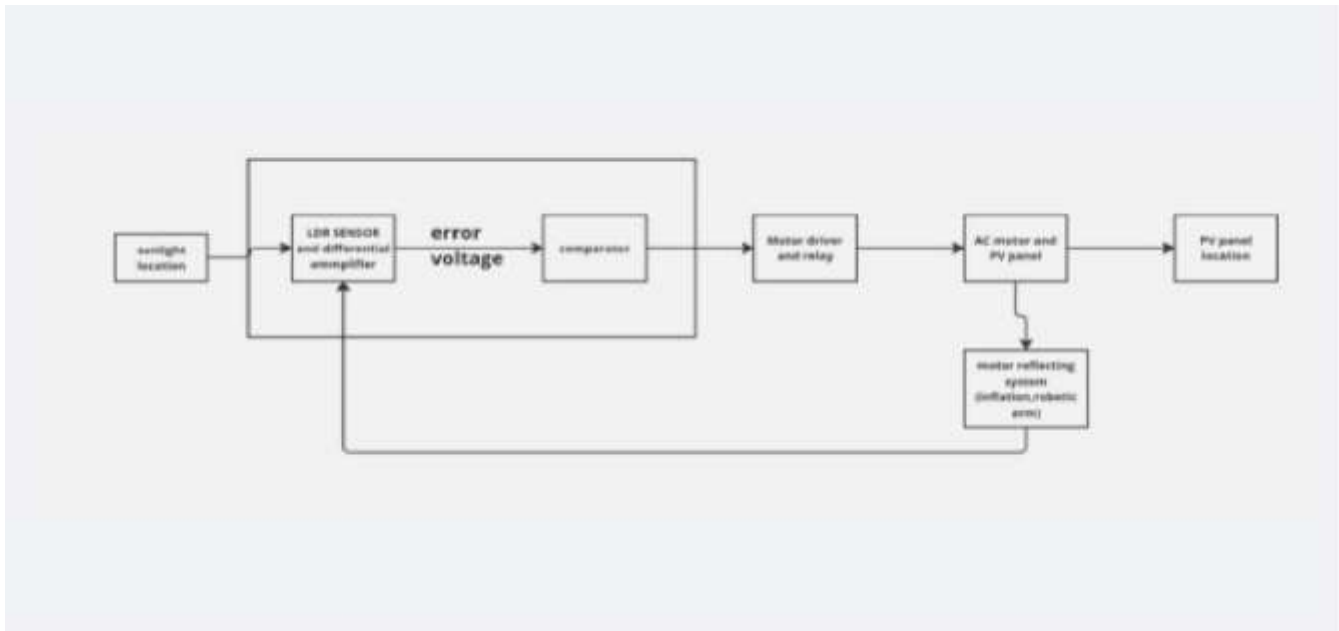 sunlight
location
LDR SENSOR
and differential
ammplifier
error
voltage
comparator
Motor driver
and relay
AC motor and
PV panel
PV panel
location
motor reflecting
system
(inflation,robotic
arm)